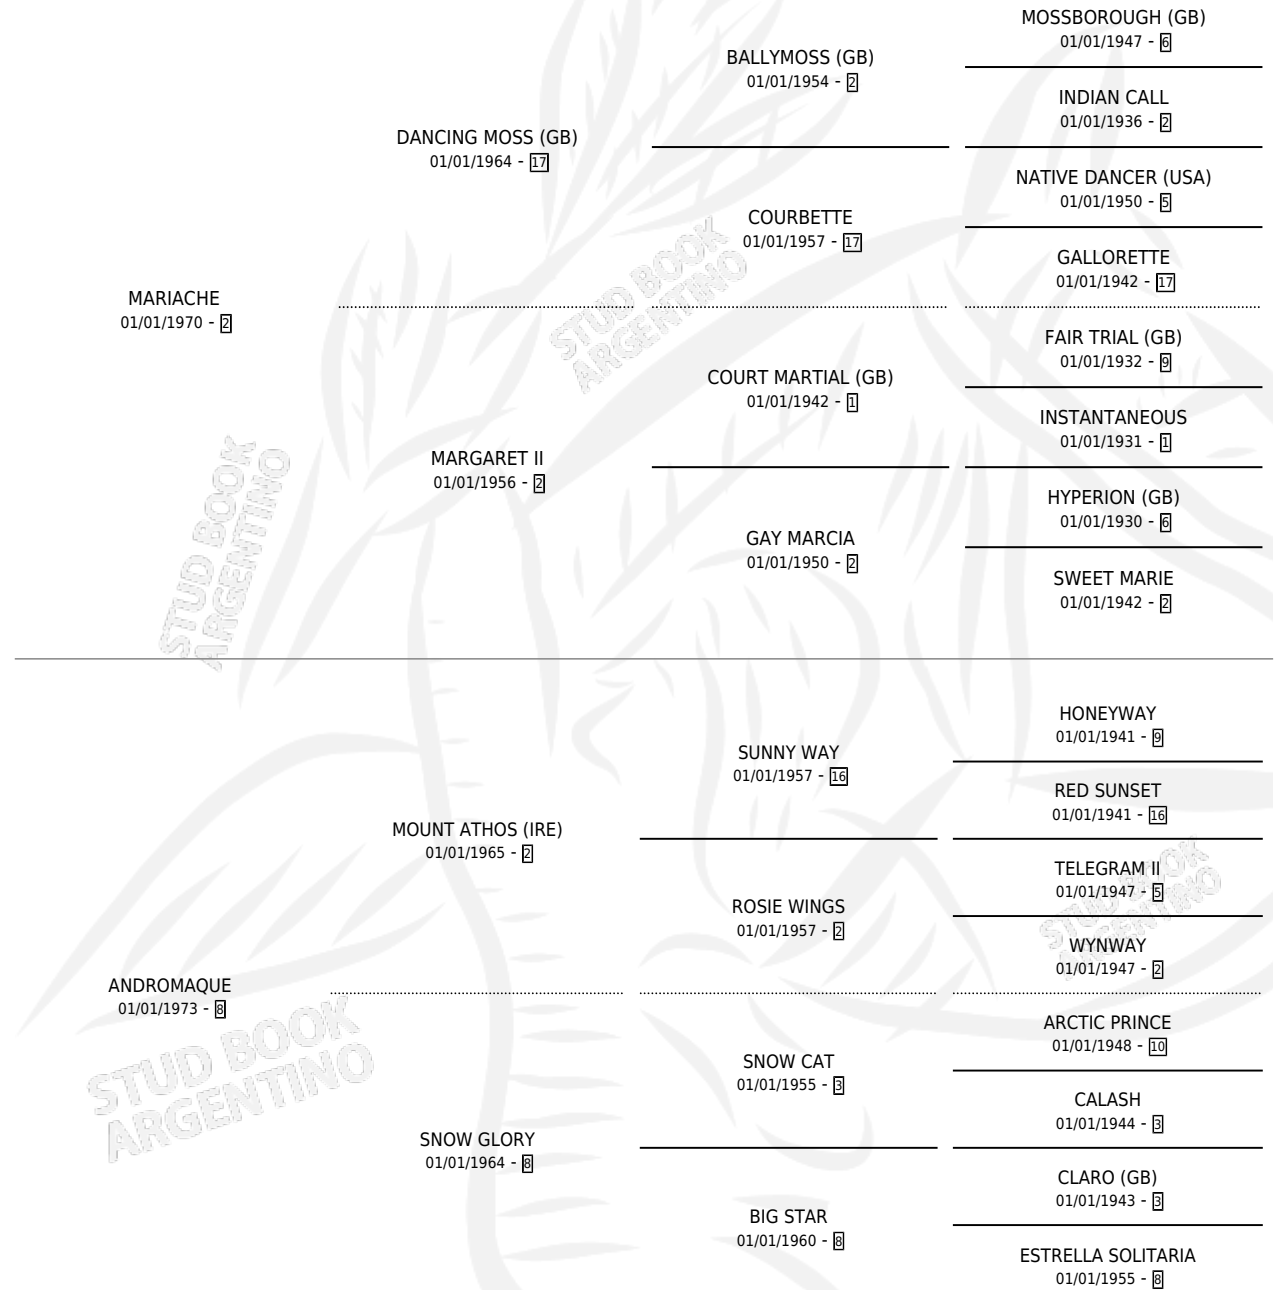 MOSSBOROUGH (GB)
01/01/1947 - 6
BALLYMOSS (GB)
01/01/1954 - 2
INDIAN CALL
01/01/1936 - 2
DANCING MOSS (GB)
01/01/1964 - 17
NATIVE DANCER (USA)
01/01/1950 - 5
COURBETTE
01/01/1957 - 17
GALLORETTE
01/01/1942 - 17
MARIACHE
01/01/1970 - 2
FAIR TRIAL (GB)
01/01/1932 - 9
COURT MARTIAL (GB)
01/01/1942 - 1
INSTANTANEOUS
01/01/1931 - 1
MARGARET II
01/01/1956 - 2
HYPERION (GB)
01/01/1930 - 6
GAY MARCIA
01/01/1950 - 2
SWEET MARIE
01/01/1942 - 2
HONEYWAY
01/01/1941 - 9
SUNNY WAY
01/01/1957 - 16
RED SUNSET
01/01/1941 - 16
MOUNT ATHOS (IRE)
01/01/1965 - 2
TELEGRAM II
01/01/1947 - 5
ROSIE WINGS
01/01/1957 - 2
WYNWAY
01/01/1947 - 2
ANDROMAQUE
01/01/1973 - 8
ARCTIC PRINCE
01/01/1948 - 10
SNOW CAT
01/01/1955 - 3
CALASH
01/01/1944 - 3
SNOW GLORY
01/01/1964 - 8
CLARO (GB)
01/01/1943 - 3
BIG STAR
01/01/1960 - 8
ESTRELLA SOLITARIA
01/01/1955 - 8
STUD BOOK
ARGENTINO
STUD BOOK
ARGENTINO
STUD BOOK
ARGENTINO
STUD BOOK
ARGENTINO